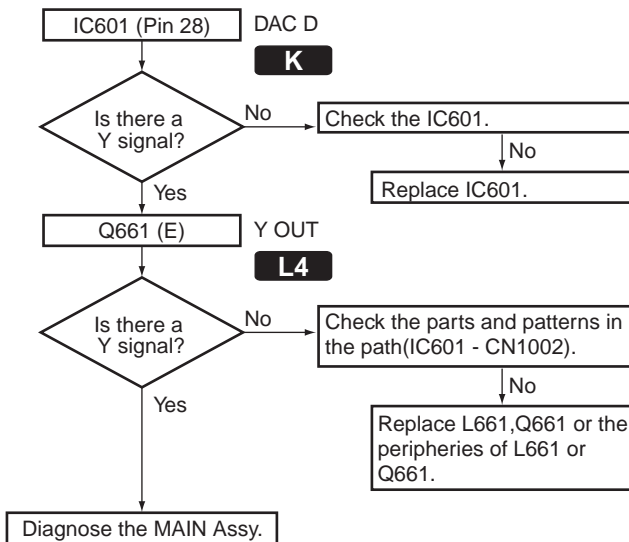 IC601 (Pin 28)
DAC D
K
Is there a
Y signal?
No
Check the IC601.
No
Replace IC601.
Yes
Q661 (E)
Y OUT
L4
Is there a
Y signal?
No
Check the parts and patterns in
the path(IC601 - CN1002).
No
Replace L661,Q661 or the
peripheries of L661 or
Q661.
Yes
Diagnose the MAIN Assy.